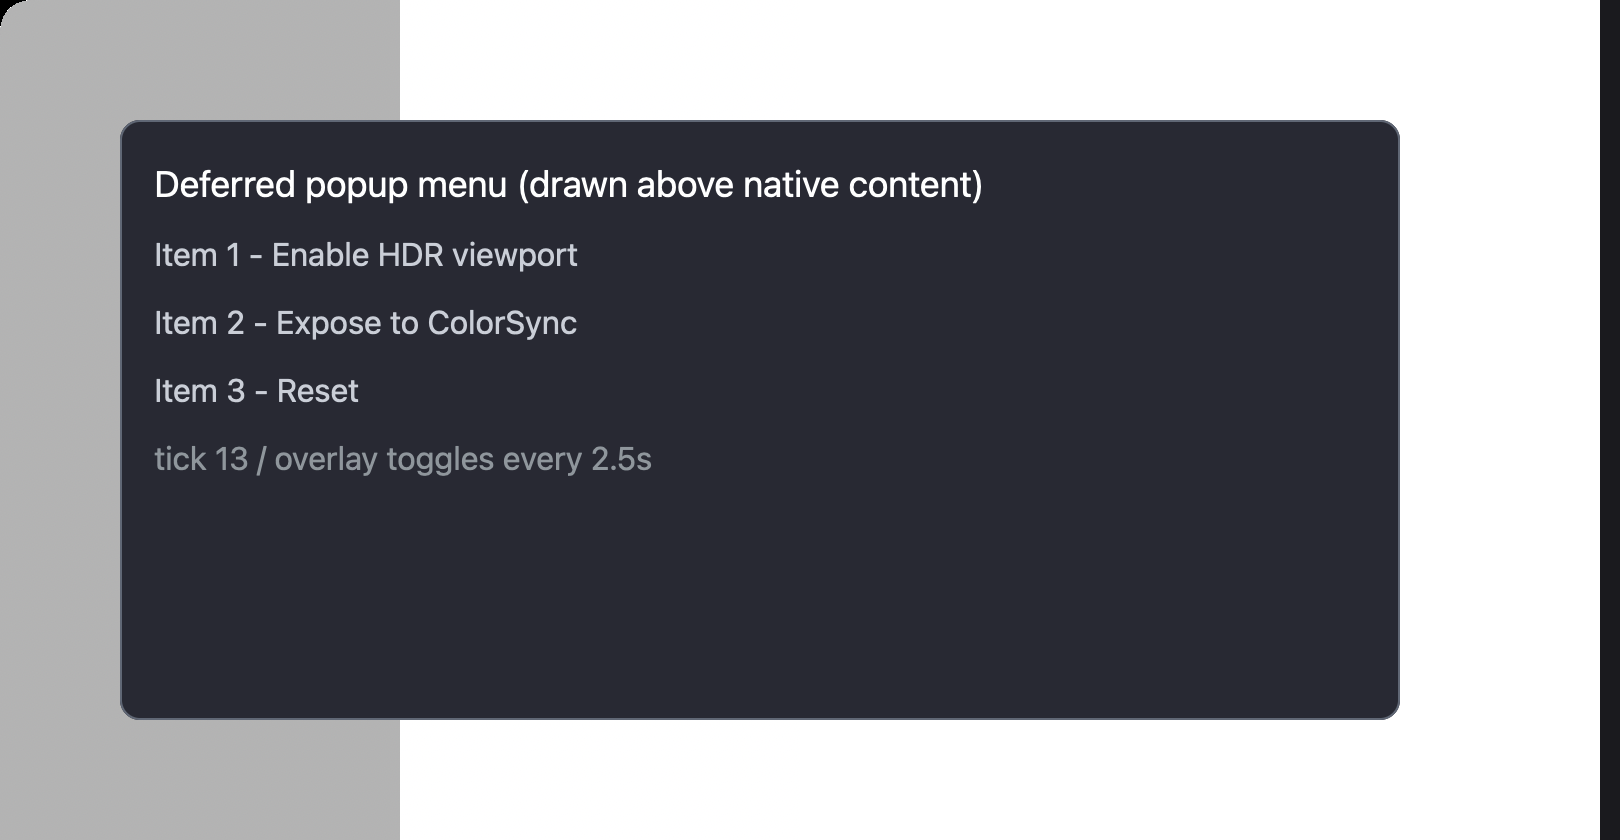 Deferred popup menu (drawn above native content)
Item 1 - Enable HDR viewport
Item 2 - Expose to ColorSync
Item 3 - Reset
tick 13 / overlay toggles every 2.5s